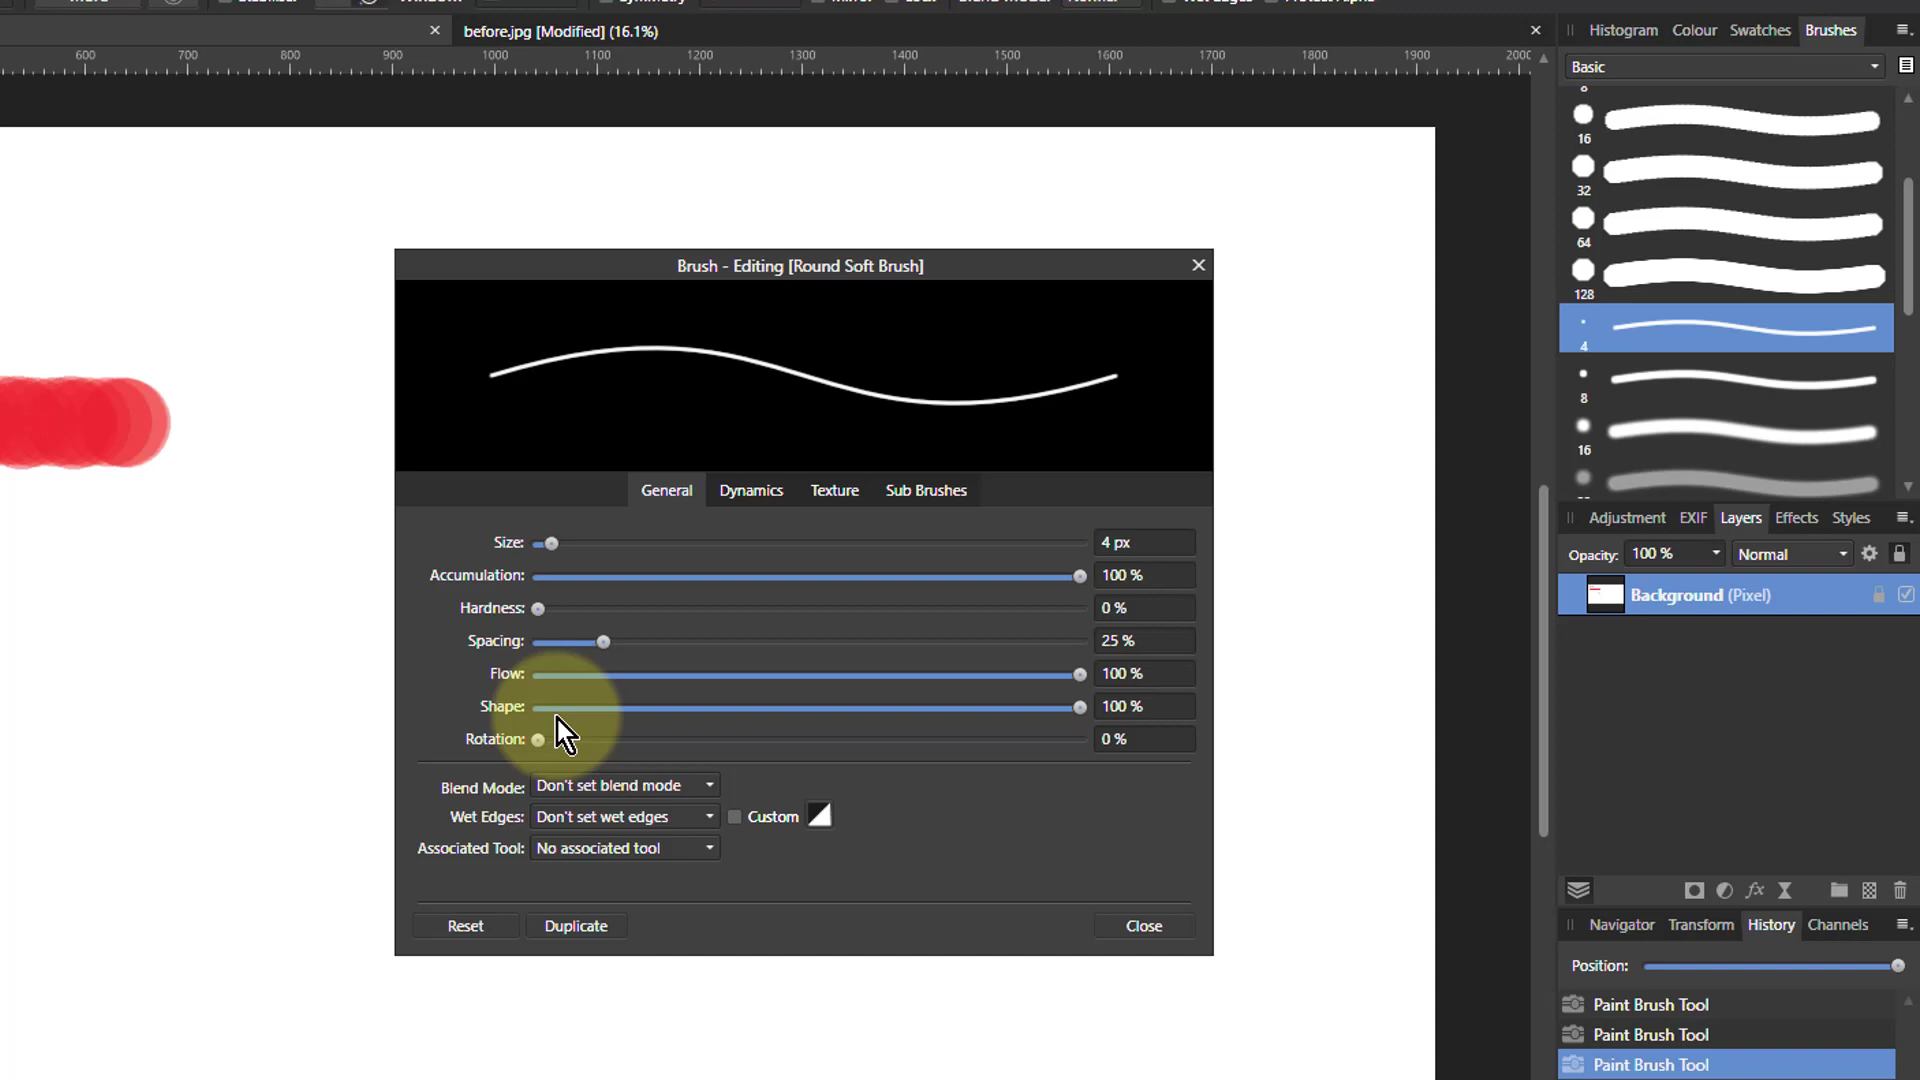 before.jpg [Modified] (16.1%)
Histogram Colour Swatches Brushes
600 700 800 900 1000 1100 1200 1300 1400 1500 1600 1700 1800 1900 2000
Basic
8
16
32
64
128
4
8
16
Brush - Editing [Round Soft Brush]
General Dynamics Texture Sub Brushes
Size: 4 px
Accumulation: 100 %
Hardness: 0 %
Spacing: 25 %
Flow: 100 %
Shape: 100 %
Rotation: 0 %
Blend Mode: Don't set blend mode
Wet Edges: Don't set wet edges Custom
Associated Tool: No associated tool
Reset Duplicate Close
Adjustment EXIF Layers Effects Styles
Opacity: 100 % Normal
Background (Pixel)
fx
Navigator Transform History Channels
Position:
Paint Brush Tool
Paint Brush Tool
Paint Brush Tool